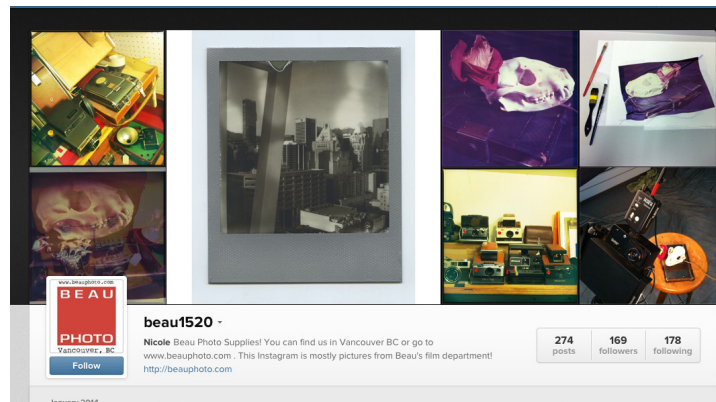 www.beauphoto.com
BEAU
PHOTO
Vancouver, BC
Follow
beau1520
Nicole Beau Photo Supplies! You can find us in Vancouver BC or go to
www.beauphoto.com . This Instagram is mostly pictures from Beau's film department!
http://beauphoto.com
274 posts
169 followers
178 following
January 2014